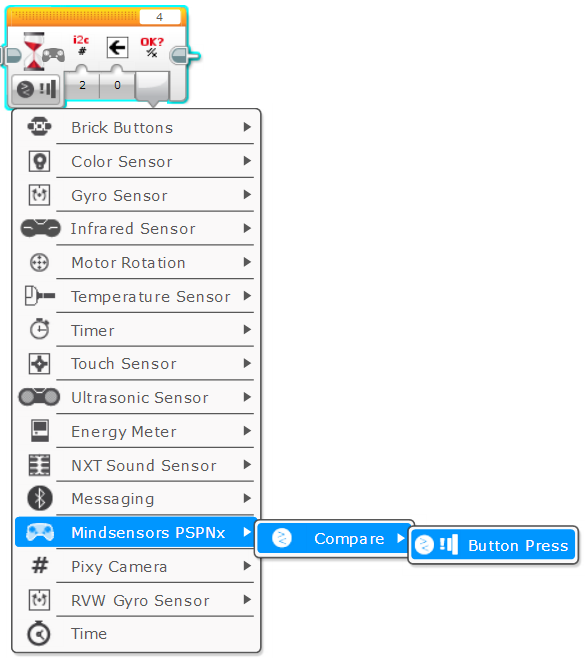 4
i2c
#
OK?
2 0
Brick Buttons
Color Sensor
Gyro Sensor
Infrared Sensor
Motor Rotation
Temperature Sensor
Timer
Touch Sensor
Ultrasonic Sensor
Energy Meter
NXT Sound Sensor
Messaging
Mindsensors PSPNx
Compare
Button Press
# Pixy Camera
RVW Gyro Sensor
Time